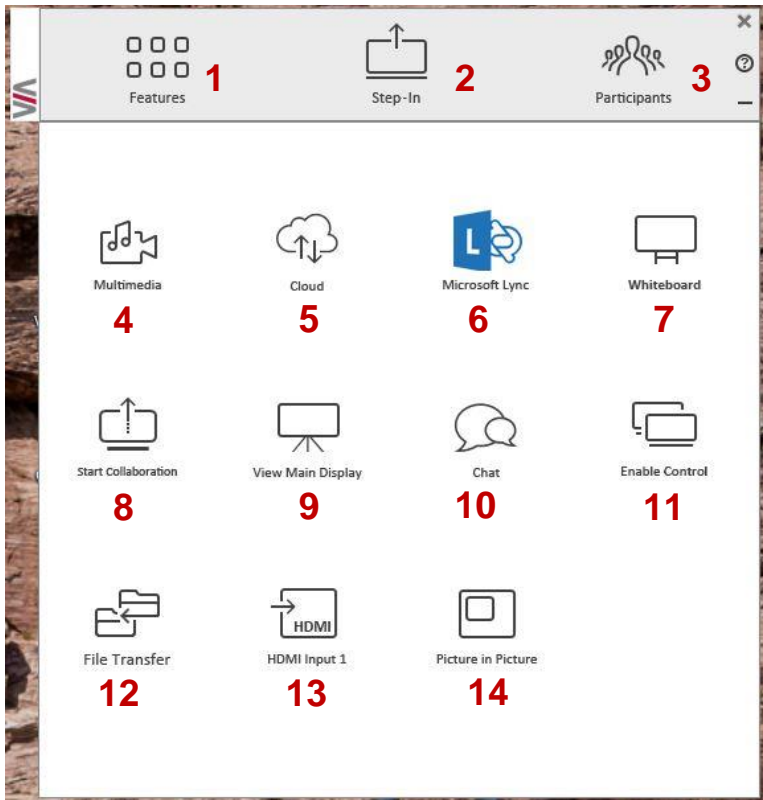 1
2
3
Features
Step-In
Participants
Multimedia
Cloud
L
Microsoft Lync
Whiteboard
4
5
6
7
Start Collaboration
View Main Display
Chat
Enable Control
8
9
10
11
HDMI
File Transfer
HDMI Input 1
Picture in Picture
12
13
14